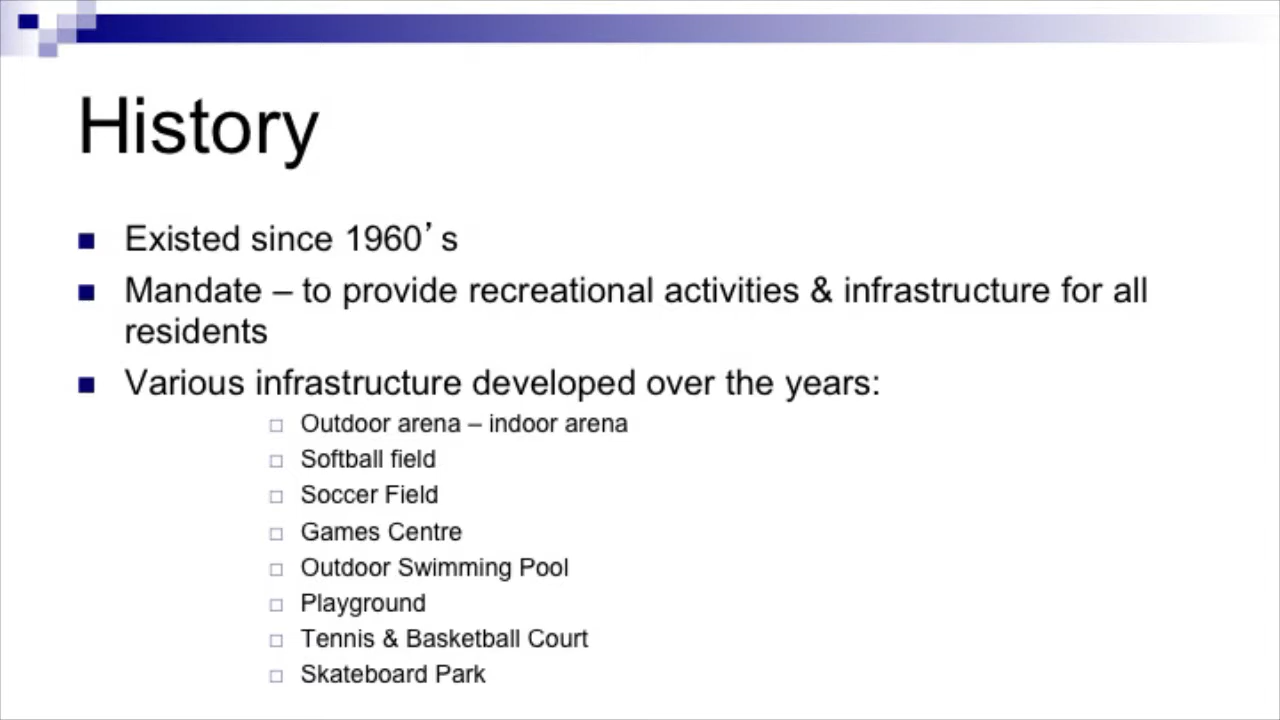 History
Existed since 1960’s
Mandate – to provide recreational activities & infrastructure for all
residents
Various infrastructure developed over the years:
Outdoor arena – indoor arena
Softball field
Soccer Field
Games Centre
Outdoor Swimming Pool
Playground
Tennis & Basketball Court
Skateboard Park